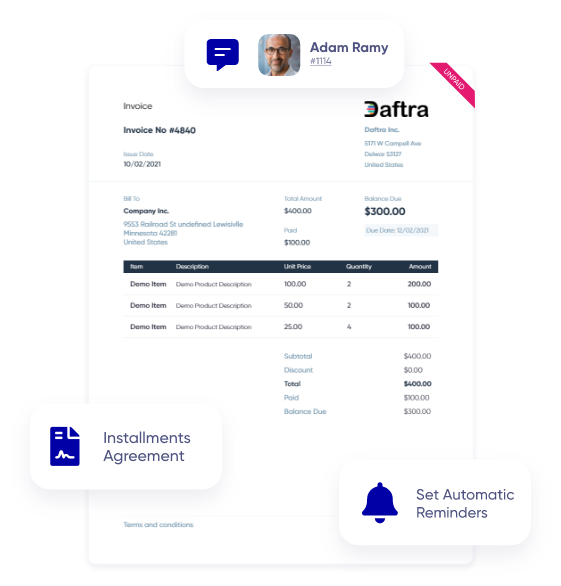 Adam Ramy
#1114
UNPAID
Invoice
Daftra
Invoice No #4840
Daftra Inc.
5171 W Campell Ave
Delwar 53127
United States
Issue Date
10/02/2021
Bill To
Total Amount
Balance Due
Company Inc.
$400.00
$300.00
9553 Railroad St undefined Lewisivlle
Minnesota 42281
United States
Paid
$100.00
Due Date: 12/02/2021
Item Description Unit Price Quantity Amount
Demo Item Demo Product Description 100.00 2 200.00
Demo Item Demo Product Description 50.00 2 100.00
Demo Item Demo Product Description 25.00 4 100.00
Subtotal $400.00
Discount $0.00
Total $400.00
Paid $100.00
Balance Due $300.00
Installments
Agreement
Set Automatic
Reminders
Terms and conditions